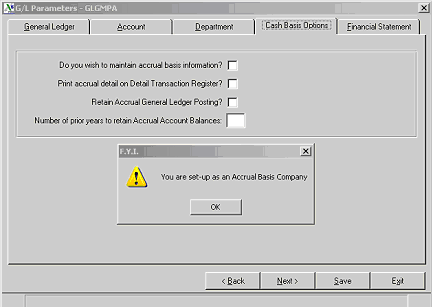 G/L Parameters - GLGMPA
General Ledger Account Department Cash Basis Options Financial Statement
Do you wish to maintain accrual basis information?
Print accrual detail on Detail Transaction Register?
Retain Accrual General Ledger Posting?
Number of prior years to retain Accrual Account Balances:
F.Y.I.
You are set-up as an Accrual Basis Company
OK
< Back Next > Save Exit